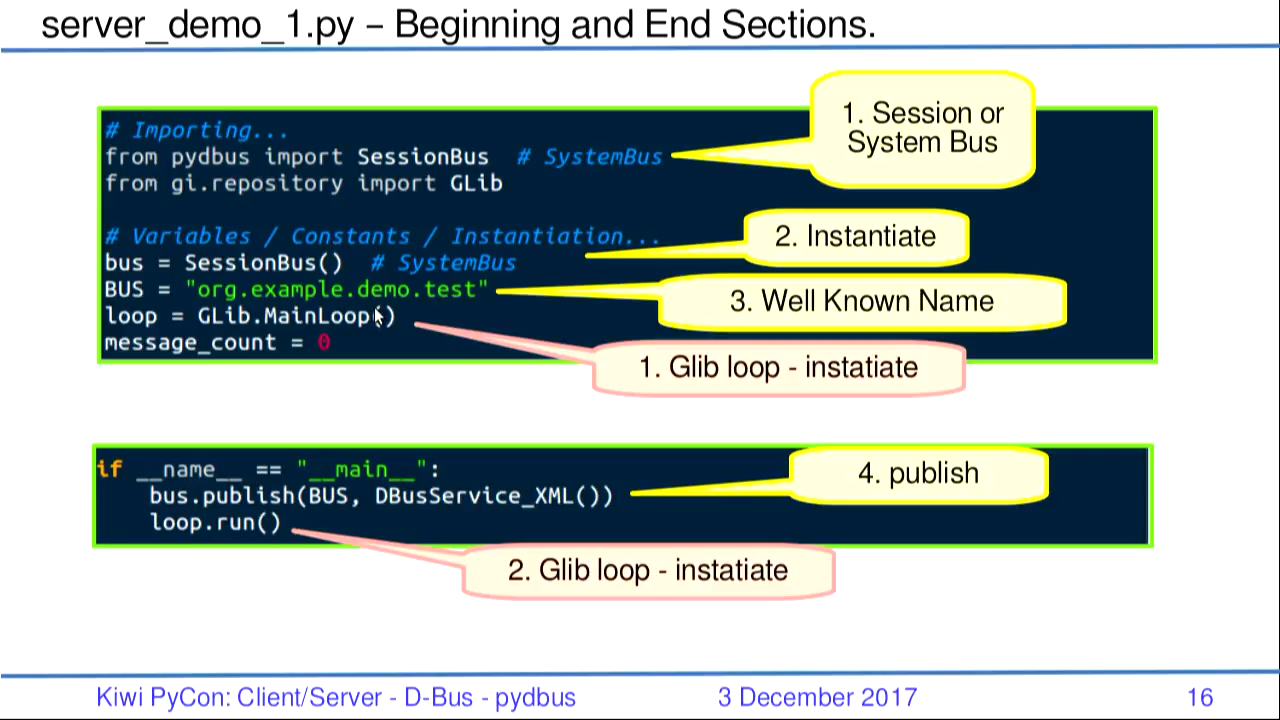 server_demo_1.py – Beginning and End Sections.
1. Session or
System Bus
# Importing...
from pydbus import SessionBus  # SystemBus
from gi.repository import GLib
# Variables / Constants / Instantiation...
2. Instantiate
bus = SessionBus()  # SystemBus
BUS = "org.example.demo.test"
3. Well Known Name
loop = GLib.MainLoop()
message_count = 0
1. Glib loop - instatiate
if __name__ == "__main__":
4. publish
bus.publish(BUS, DBusService_XML())
loop.run()
2. Glib loop - instatiate
Kiwi PyCon: Client/Server - D-Bus - pydbus
3 December 2017
16